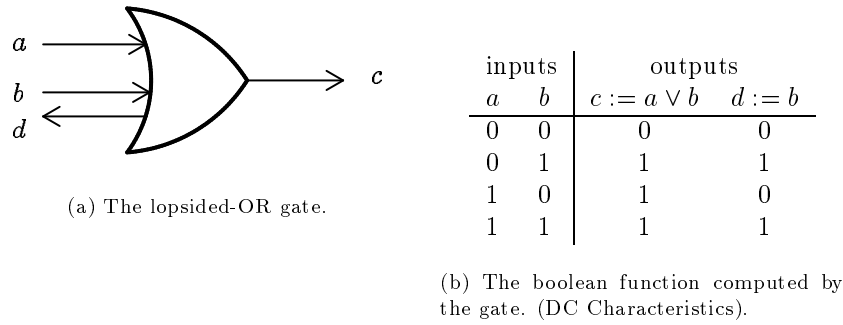 a
b
d
c
(a) The lopsided-OR gate.
inputs outputs
a b c := a ∨ b d := b
0 0 0 0
0 1 1 1
1 0 1 0
1 1 1 1
(b) The boolean function computed by
the gate. (DC Characteristics).